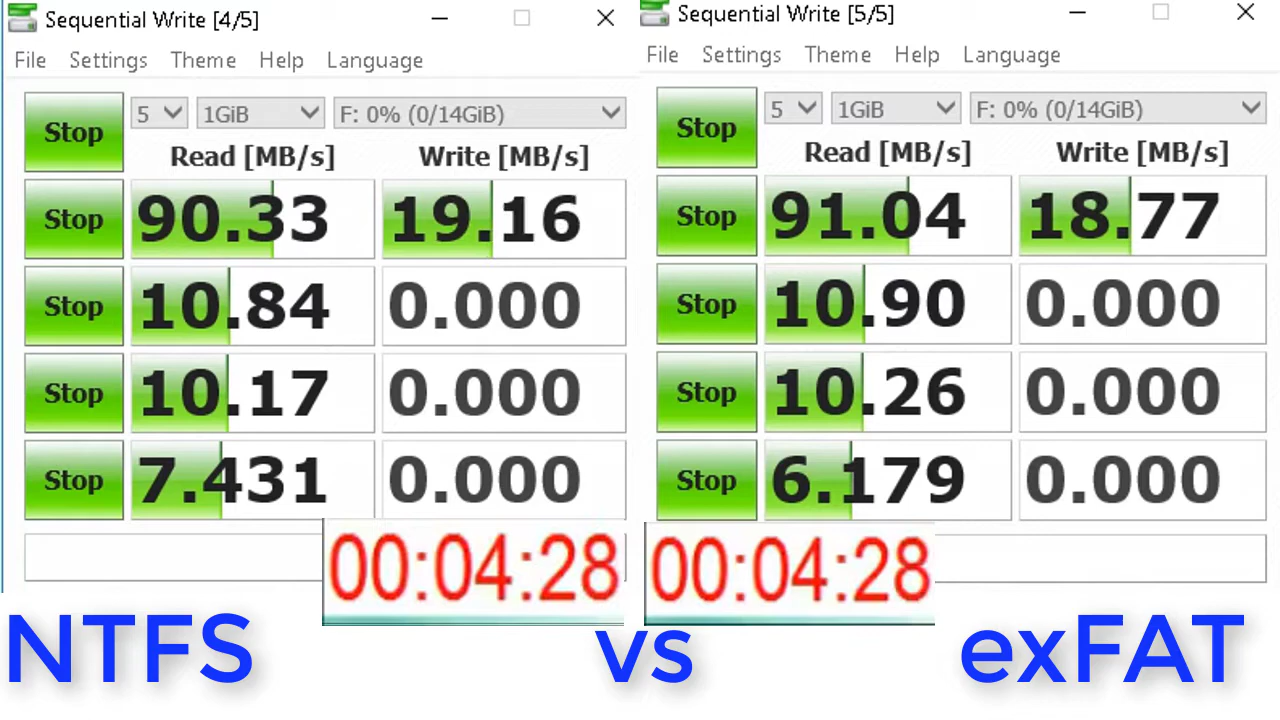 Sequential Write [4/5]
File Settings Theme Help Language
Stop 5 1GiB F: 0% (0/14GiB)
Read [MB/s] Write [MB/s]
Stop 90.33 19.16
Stop 10.84 0.000
Stop 10.17 0.000
Stop 7.431 0.000
00:04:28
Sequential Write [5/5]
File Settings Theme Help Language
Stop 5 1GiB F: 0% (0/14GiB)
Read [MB/s] Write [MB/s]
Stop 91.04 18.77
Stop 10.90 0.000
Stop 10.26 0.000
Stop 6.179 0.000
00:04:28
NTFS vs exFAT